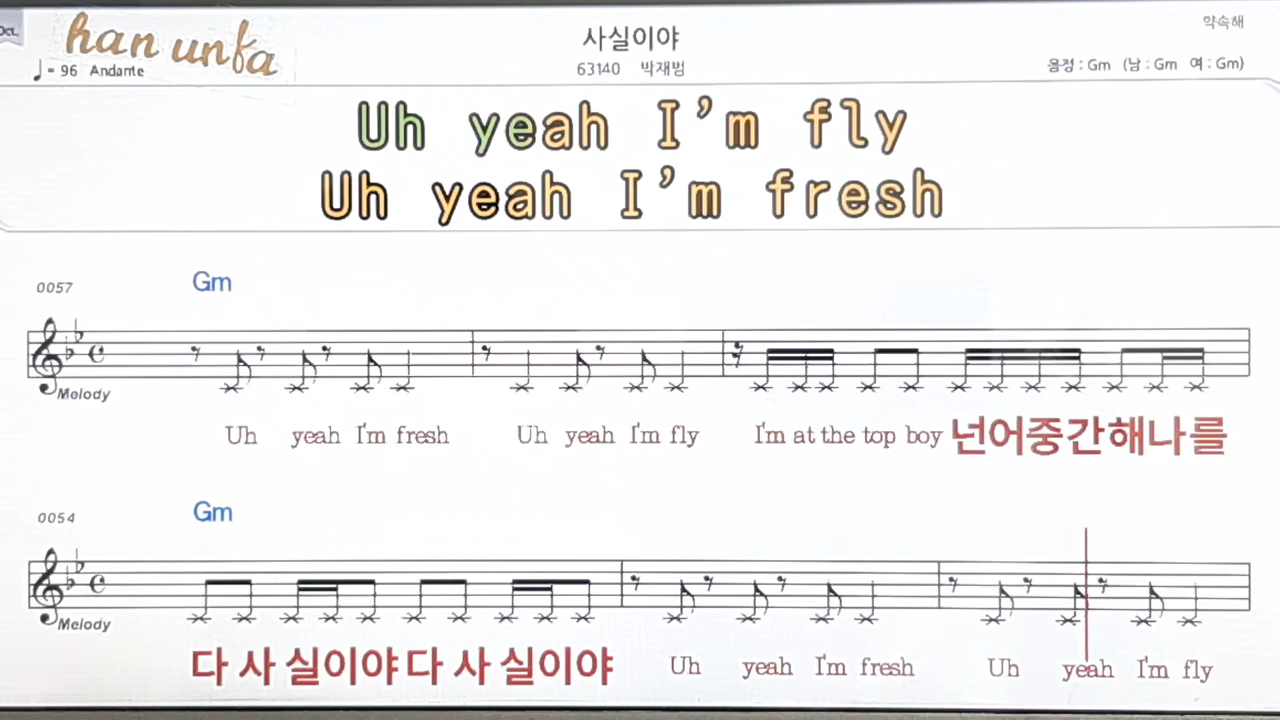 Oct.
han unfa
사실이야
약속해
♩= 96 Andante
63140 박재범
음정 : Gm (남 : Gm 여 : Gm)
Uh yeah I'm fly
Uh yeah I'm fresh
0057
Gm
Melody
Uh yeah I'm fresh Uh yeah I'm fly I'm at the top boy 넌어중간해나를
0054
Gm
Melody
다 사 실이야 다 사 실이야 Uh yeah I'm fresh Uh yeah I'm fly